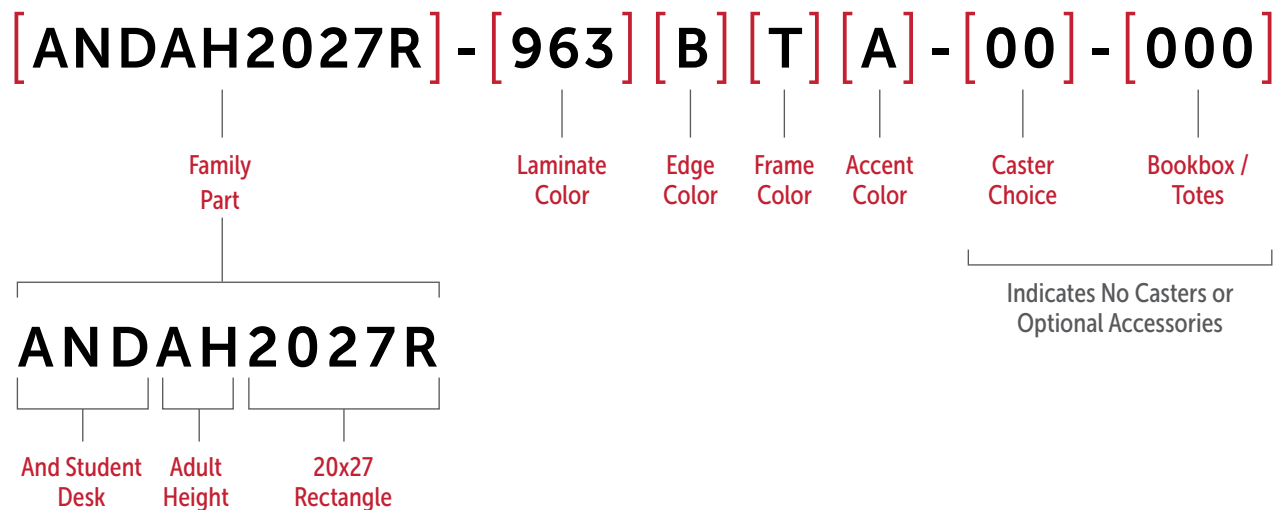 [ANDAH2027R] - [963] [B] [T] [A] - [00] - [000]
Family
Part
Laminate
Color
Edge
Color
Frame
Color
Accent
Color
Caster
Choice
Bookbox /
Totes
Indicates No Casters or
Optional Accessories
ANDAH2027R
And Student
Desk
Adult
Height
20x27
Rectangle